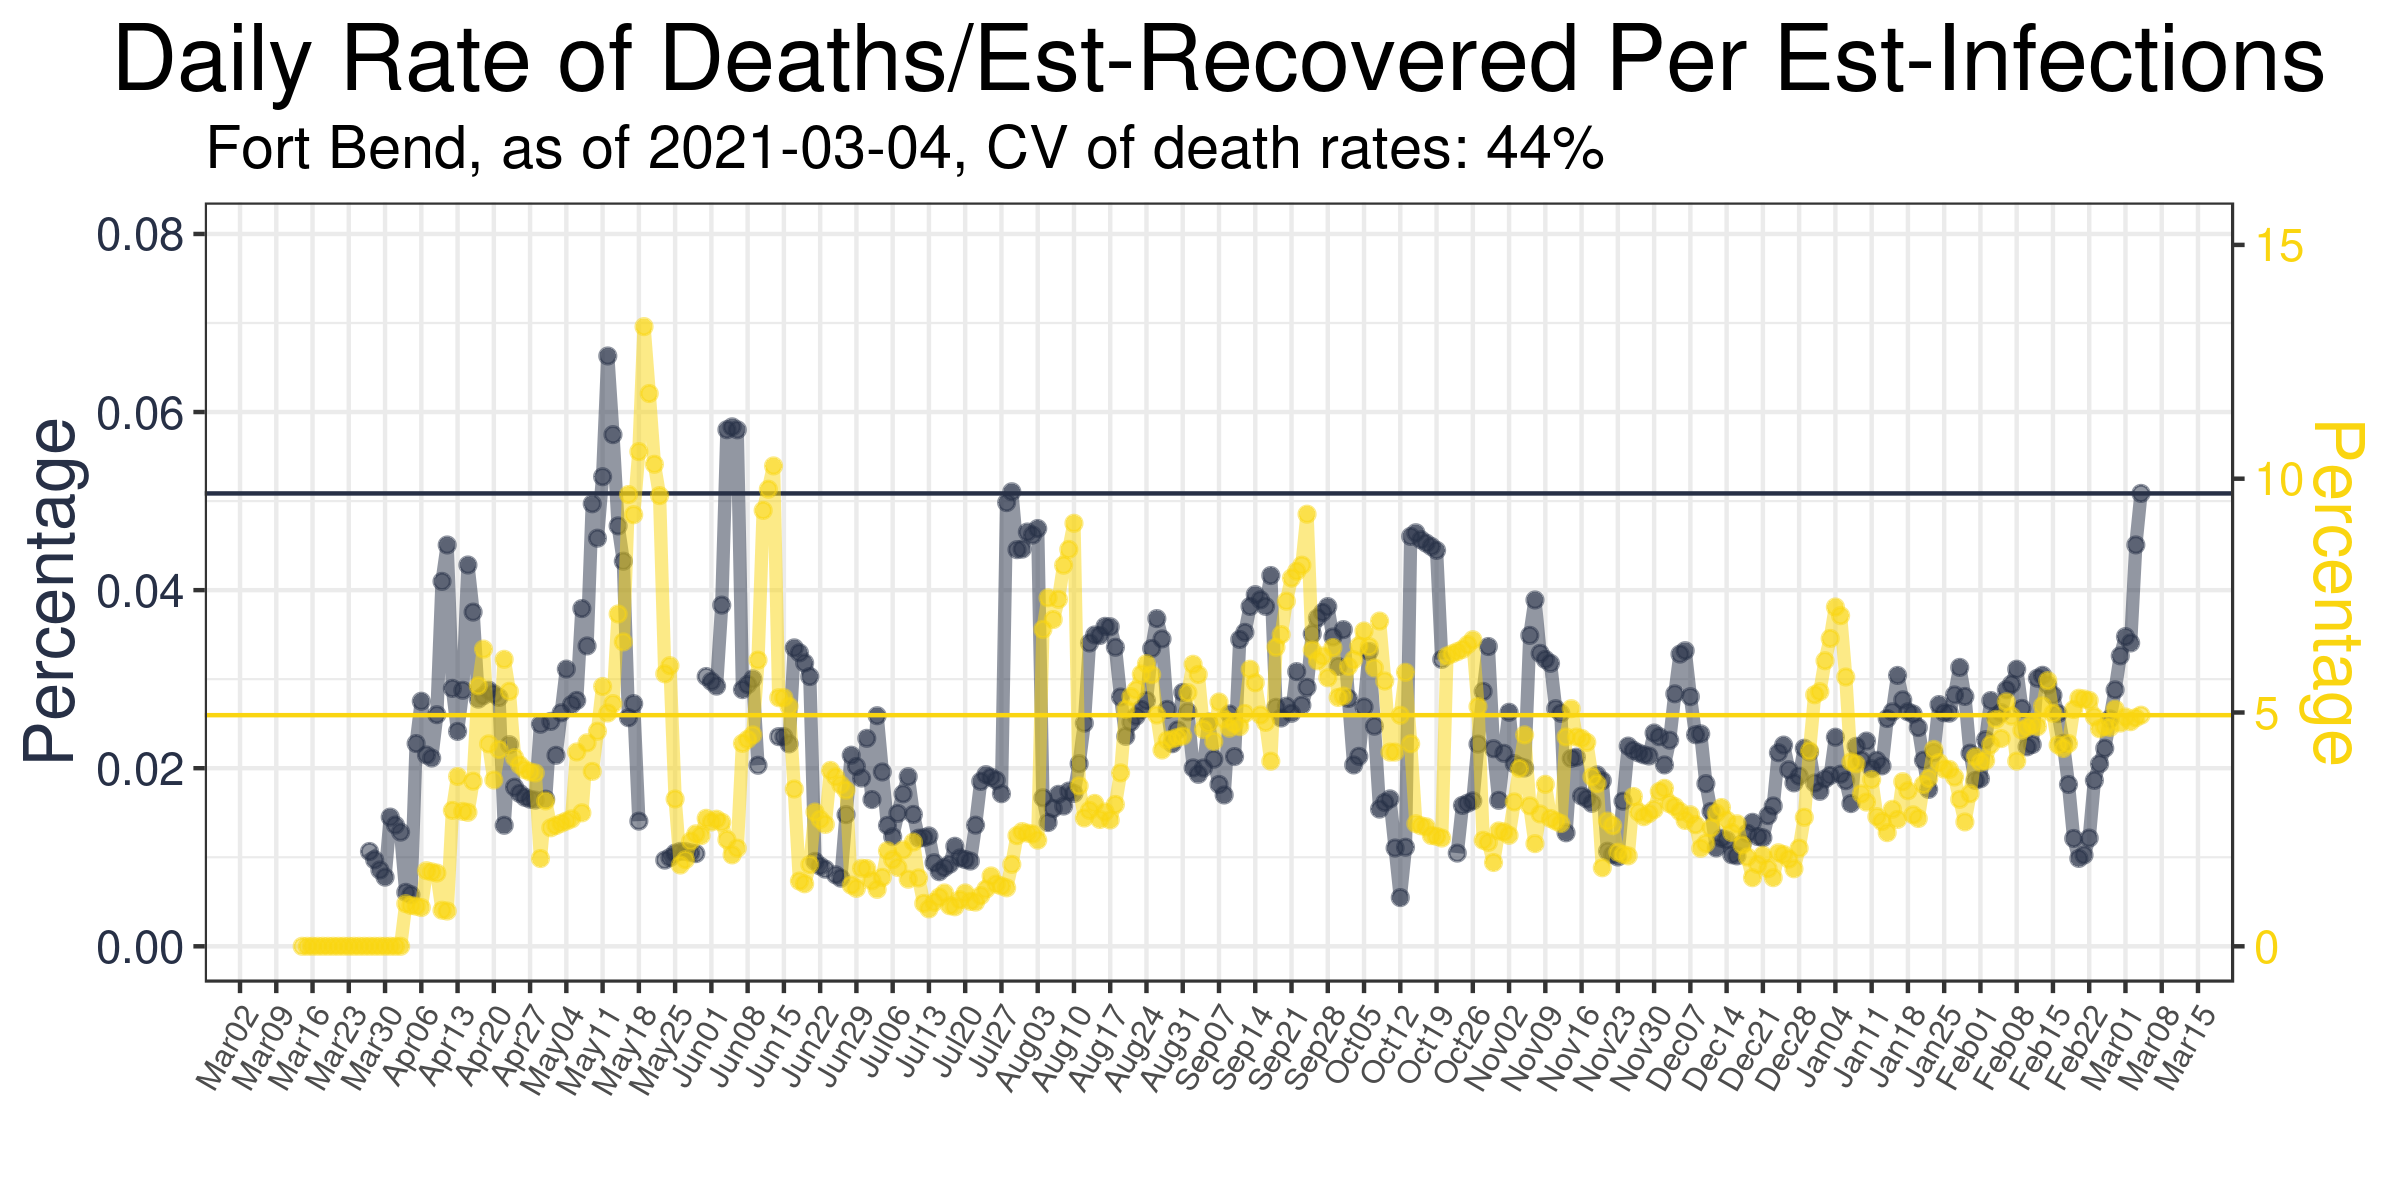 Daily Rate of Deaths/Est-Recovered Per Est-Infections
Fort Bend, as of 2021-03-04, CV of death rates: 44%
Percentage
0.08
0.06
0.04
0.02
0.00
15
10
5
0
Percentage
Mar02
Mar09
Mar16
Mar23
Mar30
Apr06
Apr13
Apr20
Apr27
May04
May11
May18
May25
Jun01
Jun08
Jun15
Jun22
Jun29
Jul06
Jul13
Jul20
Jul27
Aug03
Aug10
Aug17
Aug24
Aug31
Sep07
Sep14
Sep21
Sep28
Oct05
Oct12
Oct19
Oct26
Nov02
Nov09
Nov16
Nov23
Nov30
Dec07
Dec14
Dec21
Dec28
Jan04
Jan11
Jan18
Jan25
Feb01
Feb08
Feb15
Feb22
Mar01
Mar08
Mar15